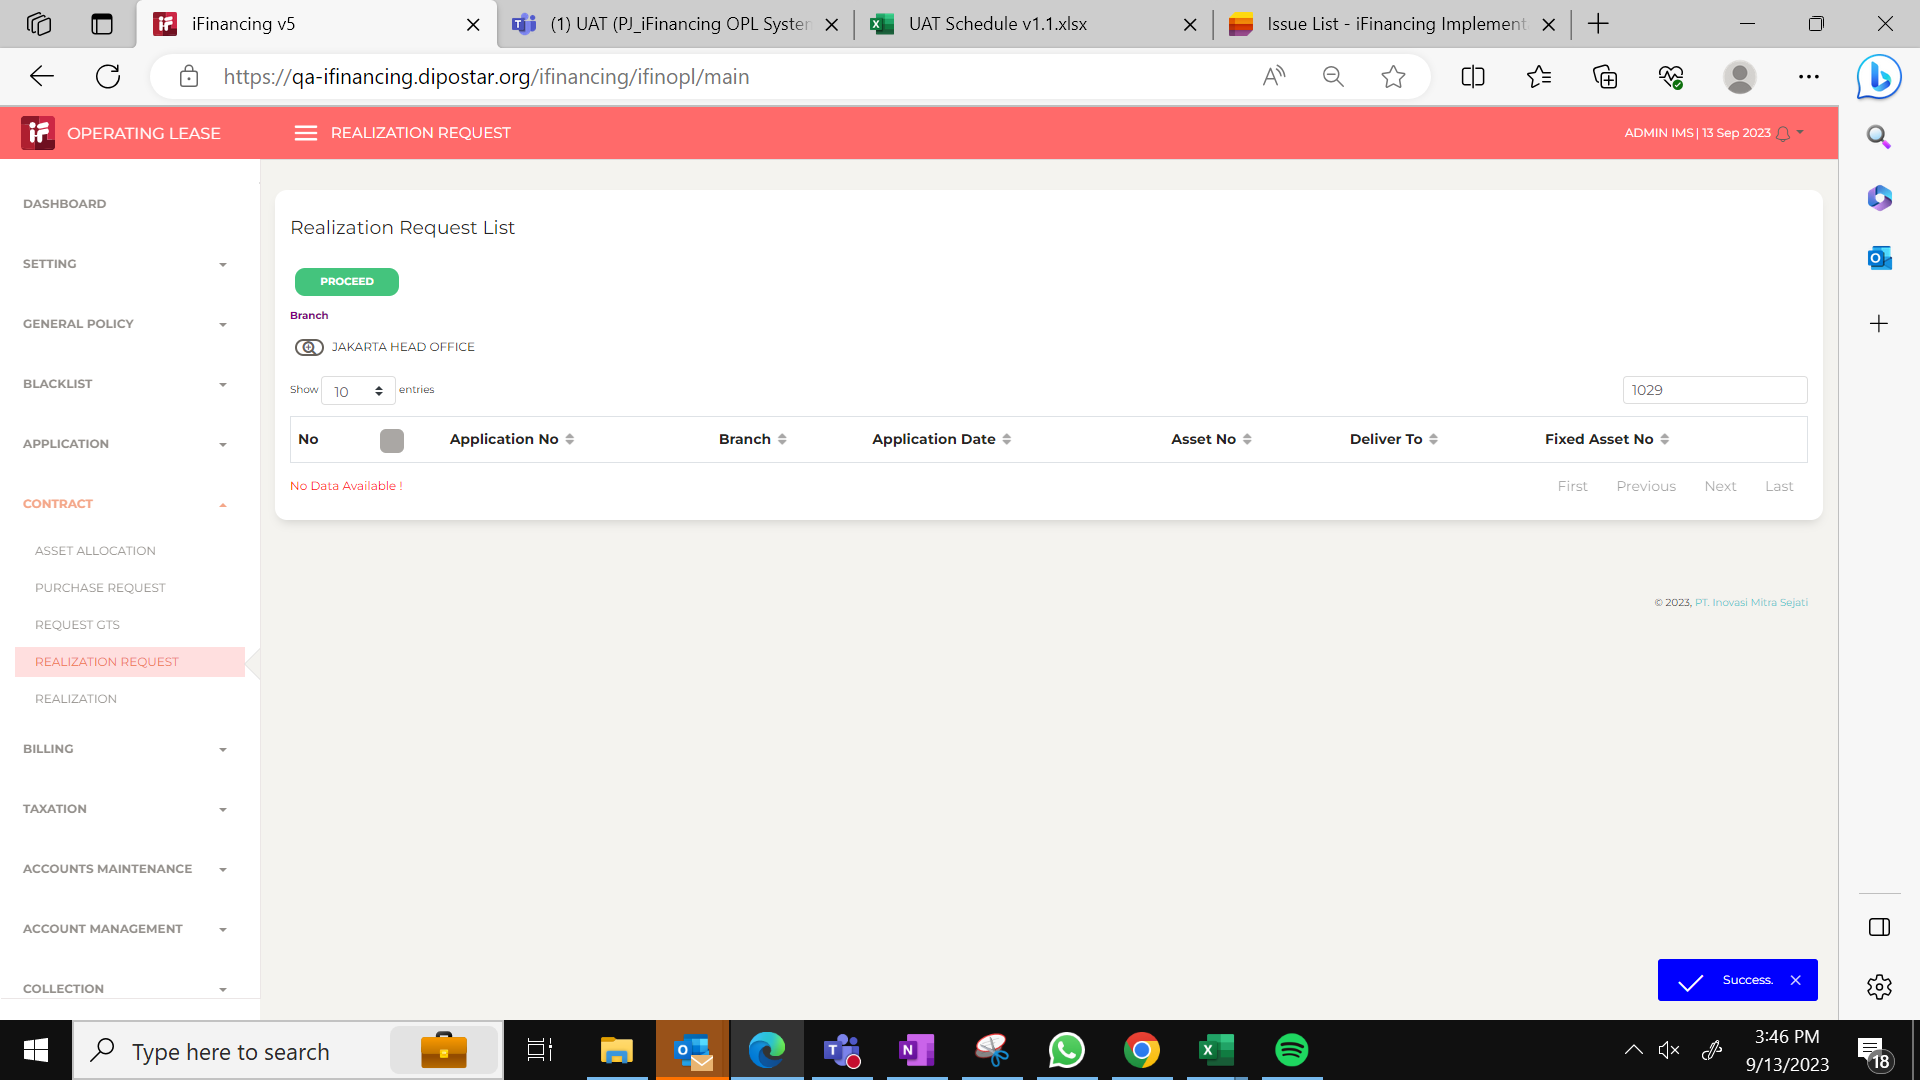 iFinancing v5
(1) UAT (PJ_iFinancing OPL System
UAT Schedule v1.1.xlsx
Issue List - iFinancing Implement
https://qa-ifinancing.dipostar.org/ifinancing/ifinopl/main
iF OPERATING LEASE
REALIZATION REQUEST
ADMIN IMS | 13 Sep 2023
DASHBOARD
SETTING
GENERAL POLICY
BLACKLIST
APPLICATION
CONTRACT
ASSET ALLOCATION
PURCHASE REQUEST
REQUEST GTS
REALIZATION REQUEST
REALIZATION
BILLING
TAXATION
ACCOUNTS MAINTENANCE
ACCOUNT MANAGEMENT
COLLECTION
Realization Request List
PROCEED
Branch
JAKARTA HEAD OFFICE
Show 10 entries
1029
No Application No Branch Application Date Asset No Deliver To Fixed Asset No
No Data Available !
First Previous Next Last
© 2023, PT. Inovasi Mitra Sejati
Success.
Type here to search
3:46 PM
9/13/2023
18